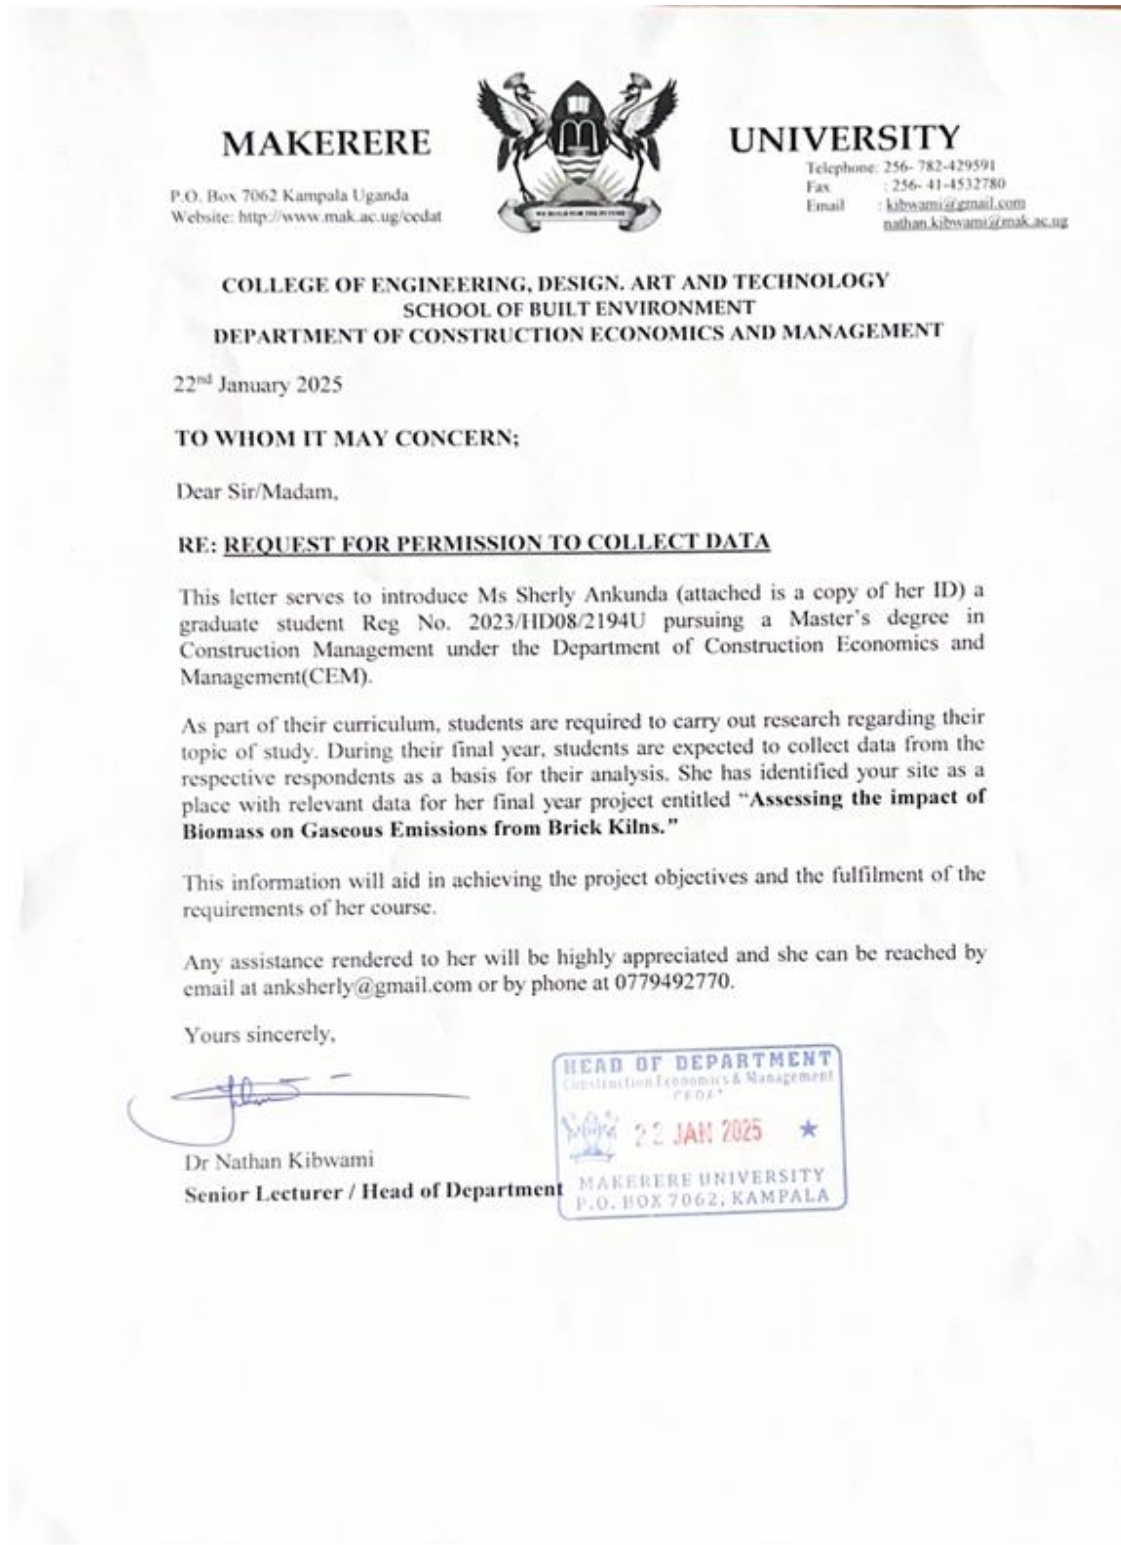 MAKERERE UNIVERSITY
P.O. Box 7062 Kampala Uganda
Website: http://www.mak.ac.ug/cedat
Telephone: 256- 782-429591
Fax : 256- 41-4532780
Email : kibwami@gmail.com
nathan.kibwami@mak.ac.ug
WE BUILD FOR THE FUTURE
COLLEGE OF ENGINEERING, DESIGN. ART AND TECHNOLOGY
SCHOOL OF BUILT ENVIRONMENT
DEPARTMENT OF CONSTRUCTION ECONOMICS AND MANAGEMENT
22nd January 2025
TO WHOM IT MAY CONCERN;
Dear Sir/Madam,
RE: REQUEST FOR PERMISSION TO COLLECT DATA
This letter serves to introduce Ms Sherly Ankunda (attached is a copy of her ID) a
graduate student Reg No. 2023/HD08/2194U pursuing a Master's degree in
Construction Management under the Department of Construction Economics and
Management(CEM).
As part of their curriculum, students are required to carry out research regarding their
topic of study. During their final year, students are expected to collect data from the
respective respondents as a basis for their analysis. She has identified your site as a
place with relevant data for her final year project entitled “Assessing the impact of
Biomass on Gaseous Emissions from Brick Kilns.”
This information will aid in achieving the project objectives and the fulfilment of the
requirements of her course.
Any assistance rendered to her will be highly appreciated and she can be reached by
email at anksherly@gmail.com or by phone at 0779492770.
Yours sincerely,
Dr Nathan Kibwami
Senior Lecturer / Head of Department
HEAD OF DEPARTMENT
Construction Economics & Management
22 JAN 2025
MAKERERE UNIVERSITY
P.O. BOX 7062, KAMPALA